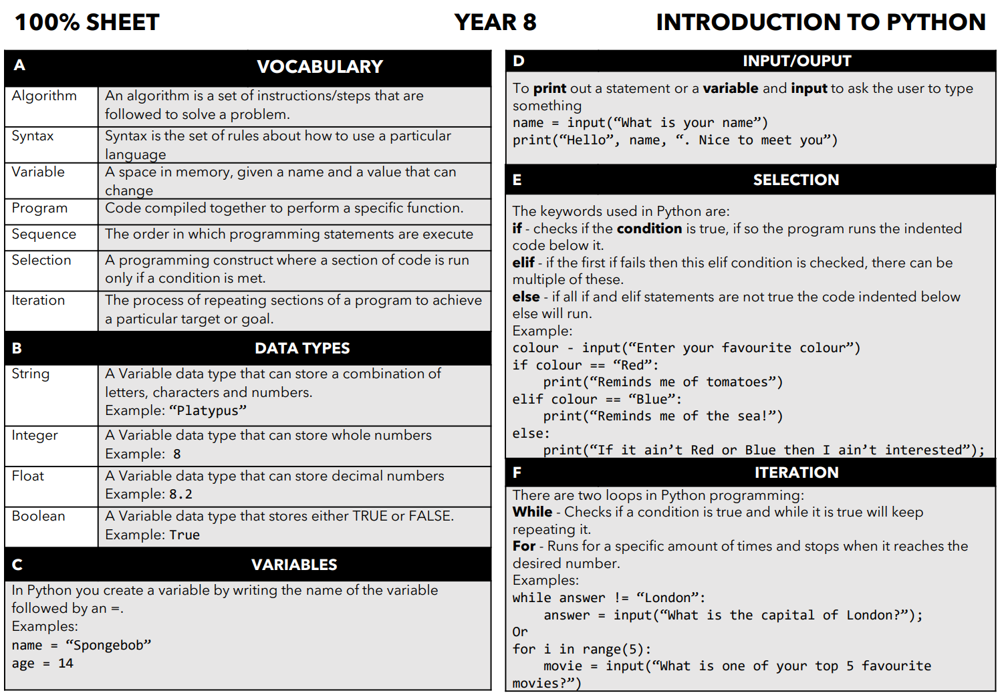 100% SHEET
YEAR 8
INTRODUCTION TO PYTHON
A
VOCABULARY
Algorithm
An algorithm is a set of instructions/steps that are
followed to solve a problem.
Syntax
Syntax is the set of rules about how to use a particular
language
Variable
A space in memory, given a name and a value that can
change
Program
Code compiled together to perform a specific function.
Sequence
The order in which programming statements are execute
Selection
A programming construct where a section of code is run
only if a condition is met.
Iteration
The process of repeating sections of a program to achieve
a particular target or goal.
B
DATA TYPES
String
A Variable data type that can store a combination of
letters, characters and numbers.
Example: “Platypus”
Integer
A Variable data type that can store whole numbers
Example: 8
Float
A Variable data type that can store decimal numbers
Example: 8.2
Boolean
A Variable data type that stores either TRUE or FALSE.
Example: True
C
VARIABLES
In Python you create a variable by writing the name of the variable
followed by an =.
Examples:
name = “Spongebob”
age = 14
D
INPUT/OUPUT
To print out a statement or a variable and input to ask the user to type
something
name = input(“What is your name”)
print(“Hello”, name, “. Nice to meet you”)
E
SELECTION
The keywords used in Python are:
if - checks if the condition is true, if so the program runs the indented
code below it.
elif - if the first if fails then this elif condition is checked, there can be
multiple of these.
else - if all if and elif statements are not true the code indented below
else will run.
Example:
colour - input(“Enter your favourite colour”)
if colour == “Red”:
    print(“Reminds me of tomatoes”)
elif colour == “Blue”:
    print(“Reminds me of the sea!”)
else:
    print(“If it ain’t Red or Blue then I ain’t interested”);
F
ITERATION
There are two loops in Python programming:
While - Checks if a condition is true and while it is true will keep
repeating it.
For - Runs for a specific amount of times and stops when it reaches the
desired number.
Examples:
while answer != “London”:
    answer = input(“What is the capital of London?”);
Or
for i in range(5):
    movie = input(“What is one of your top 5 favourite
movies?”)